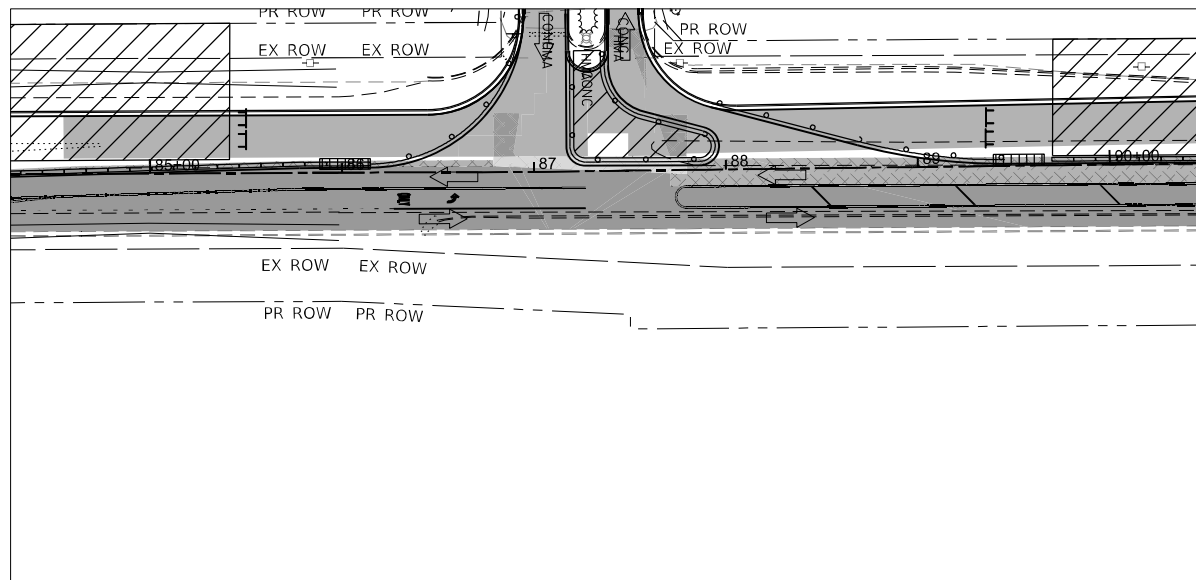 PR ROW PR ROW
PR ROW
EX ROW EX ROW
EX ROW
85+00
87
88
89
90+00
EX ROW EX ROW
PR ROW PR ROW